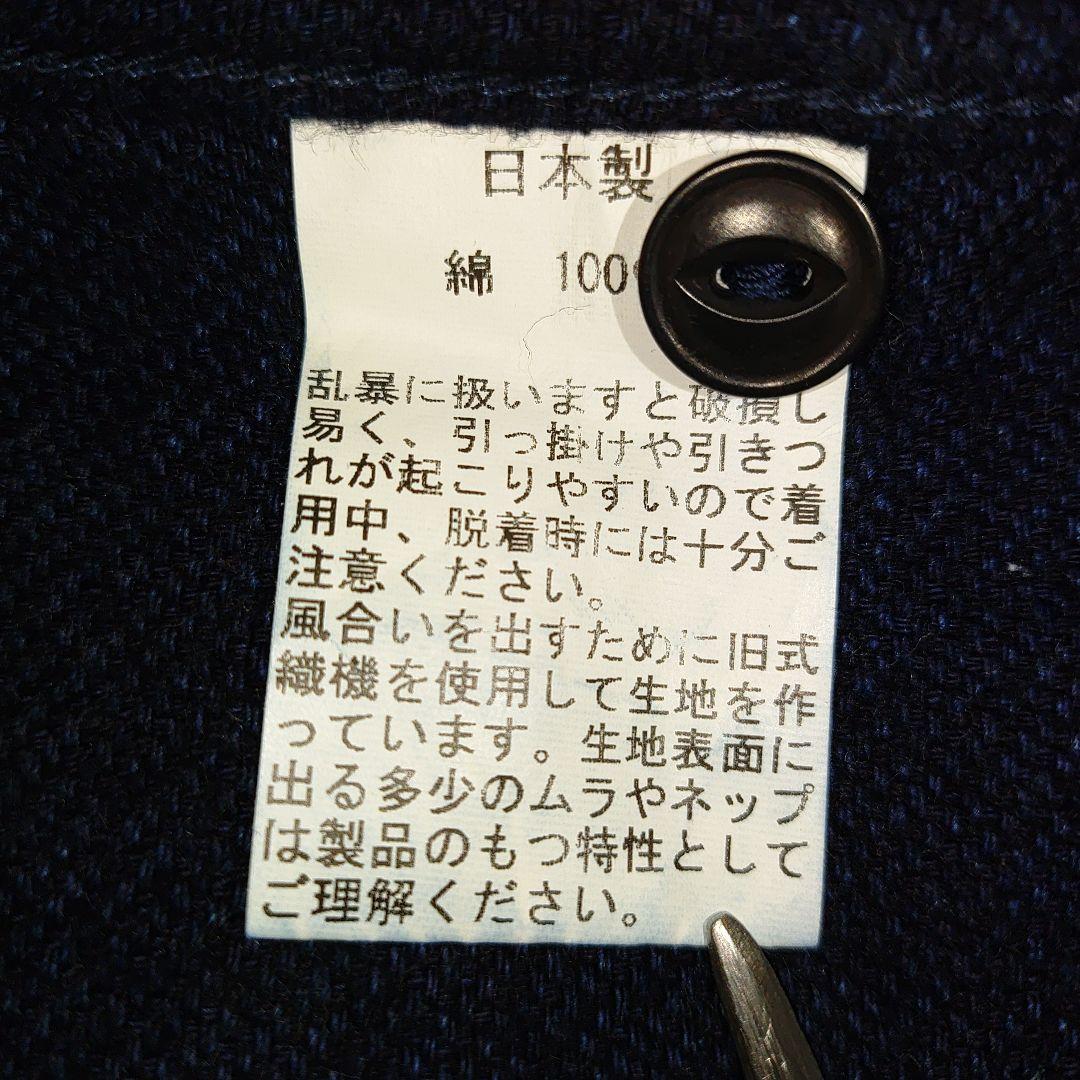 日本製
綿 100%
乱暴に扱いますと破損し
易く、引っ掛けや引きつ
れが起こりやすいので着
用中、脱着時には十分ご
注意ください。
風合いを出すために旧式
織機を使用して生地を作
っています。生地表面に
出る多少のムラやネップ
は製品のもつ特性として
ご理解ください。